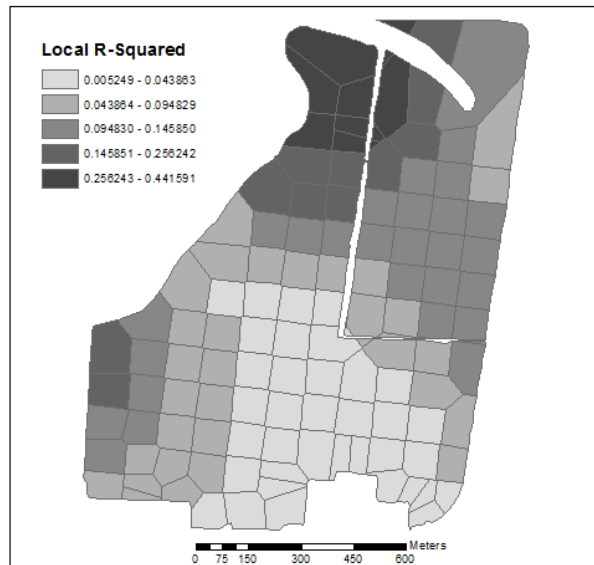 Local R-Squared
0.005249 - 0.043863
0.043864 - 0.094829
0.094830 - 0.145850
0.145851 - 0.256242
0.256243 - 0.441591
Meters
0 75 150 300 450 600